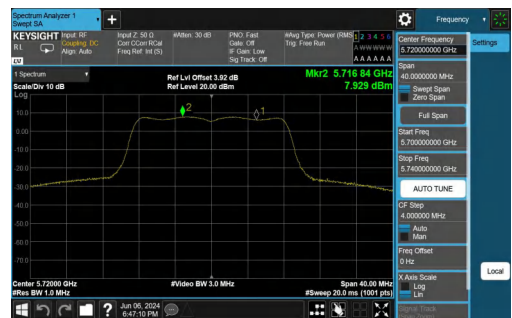 Spectrum Analyzer 1
Swept SA
+
Frequency
KEYSIGHT Input: RF
RL
Coupling: DC
Align: Auto
Input Z: 50 Ω
Corr CCorr RCal
Freq Ref: Int (S)
#Atten: 30 dB
PNO: Fast
Gate: Off
IF Gain: Low
Sig Track: Off
#Avg Type: Power (RMS)
Trig: Free Run
1 2 3 4 5 6
A W W W W W
A A A A A A
LV
1 Spectrum
Scale/Div 10 dB
Log
Ref Lvl Offset 3.92 dB
Ref Level 20.00 dBm
Mkr2 5.716 84 GHz
7.929 dBm
2
1
10.0
0.00
-10.0
-20.0
-30.0
-40.0
-50.0
-60.0
-70.0
Center 5.72000 GHz
#Res BW 1.0 MHz
#Video BW 3.0 MHz
Span 40.00 MHz
#Sweep 20.0 ms (1001 pts)
Center Frequency
5.720000000 GHz
Settings
Span
40.0000000 MHz
Swept Span
Zero Span
Full Span
Start Freq
5.700000000 GHz
Stop Freq
5.740000000 GHz
AUTO TUNE
CF Step
4.000000 MHz
Auto
Man
Freq Offset
0 Hz
X Axis Scale
Log
Lin
Local
Signal Track
?
Jun 06, 2024
6:47:10 PM